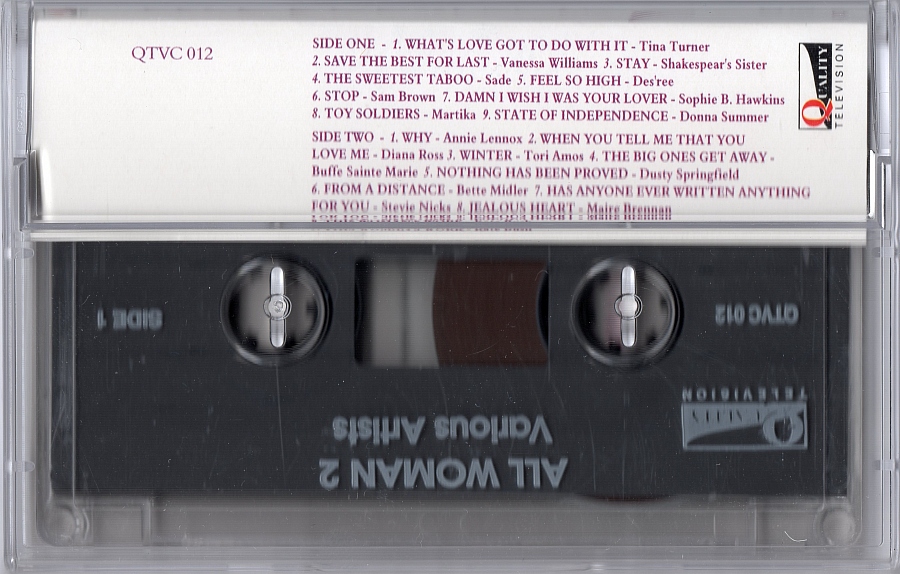 QTVC 012
SIDE ONE - 1. WHAT'S LOVE GOT TO DO WITH IT - Tina Turner
2. SAVE THE BEST FOR LAST - Vanessa Williams 3. STAY - Shakespear's Sister
4. THE SWEETEST TABOO - Sade 5. FEEL SO HIGH - Des'ree
6. STOP - Sam Brown 7. DAMN I WISH I WAS YOUR LOVER - Sophie B. Hawkins
8. TOY SOLDIERS - Martika 9. STATE OF INDEPENDENCE - Donna Summer
SIDE TWO - 1. WHY - Annie Lennox 2. WHEN YOU TELL ME THAT YOU
LOVE ME - Diana Ross 3. WINTER - Tori Amos 4. THE BIG ONES GET AWAY -
Buffe Sainte Marie 5. NOTHING HAS BEEN PROVED - Dusty Springfield
6. FROM A DISTANCE - Bette Midler 7. HAS ANYONE EVER WRITTEN ANYTHING
FOR YOU - Stevie Nicks 8. JEALOUS HEART - Maire Brennan
QUALITY
TELEVISION
SIDE 1
QTVC 012
QUALITY
TELEVISION
Various Artists
ALL WOMAN 2